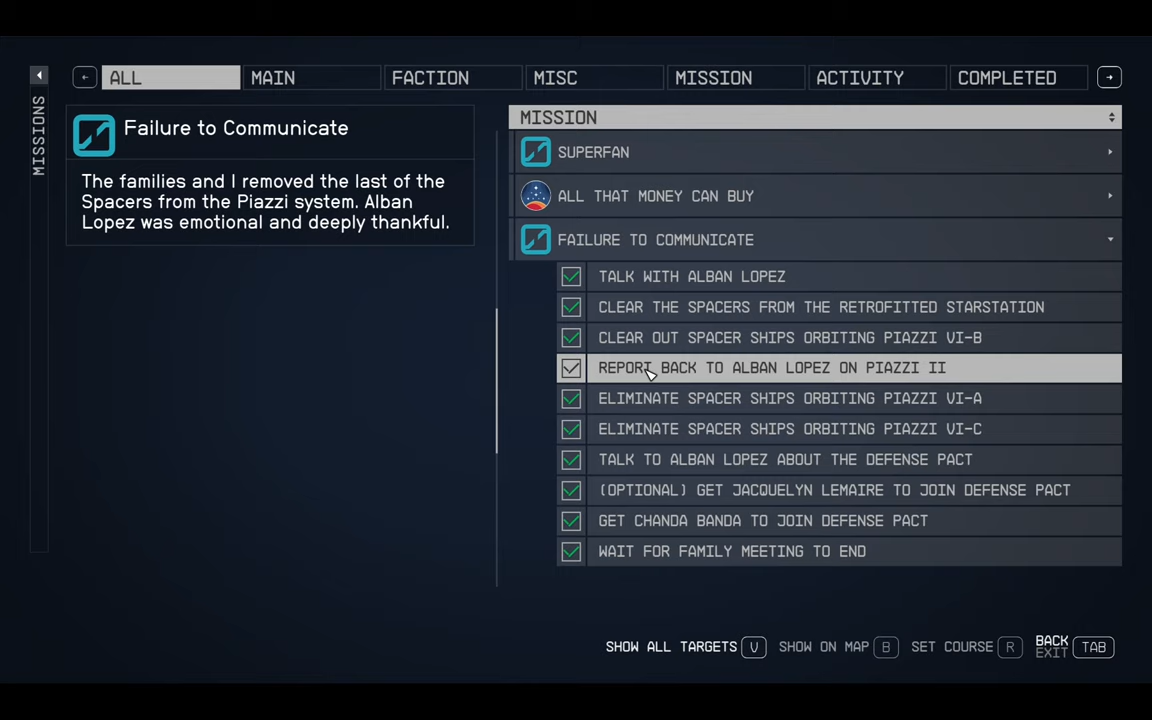 ALL
MAIN
FACTION
MISC
MISSION
ACTIVITY
COMPLETED
MISSIONS
Failure to Communicate
The families and I removed the last of the
Spacers from the Piazzi system. Alban
Lopez was emotional and deeply thankful.
MISSION
SUPERFAN
ALL THAT MONEY CAN BUY
FAILURE TO COMMUNICATE
TALK WITH ALBAN LOPEZ
CLEAR THE SPACERS FROM THE RETROFITTED STARSTATION
CLEAR OUT SPACER SHIPS ORBITING PIAZZI VI-B
REPORT BACK TO ALBAN LOPEZ ON PIAZZI II
ELIMINATE SPACER SHIPS ORBITING PIAZZI VI-A
ELIMINATE SPACER SHIPS ORBITING PIAZZI VI-C
TALK TO ALBAN LOPEZ ABOUT THE DEFENSE PACT
(OPTIONAL) GET JACQUELYN LEMAIRE TO JOIN DEFENSE PACT
GET CHANDA BANDA TO JOIN DEFENSE PACT
WAIT FOR FAMILY MEETING TO END
SHOW ALL TARGETS V
SHOW ON MAP B
SET COURSE R
BACK
EXIT
TAB